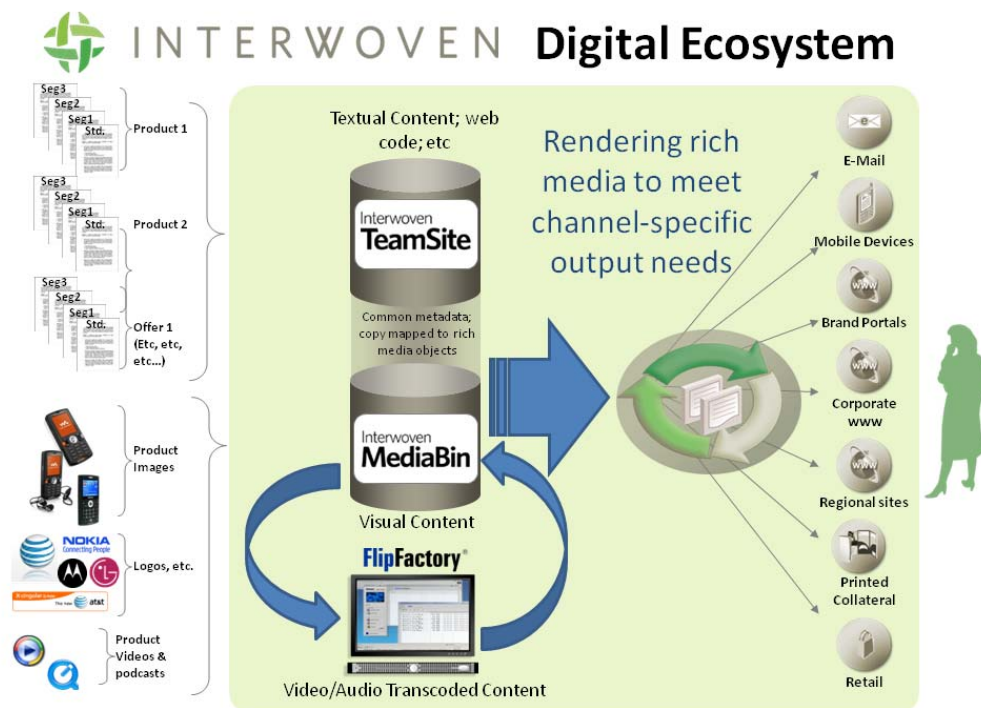 INTERWOVEN Digital Ecosystem
Seg3
Seg2
Seg1
Std.
Product 1
Seg3
Seg2
Seg1
Std.
Product 2
Seg3
Seg2
Seg1
Std.
Offer 1
(Etc, etc,
etc...)
Product
Images
NOKIA
Connecting People
Logos, etc.
LG
at&t
Product
Videos &
podcasts
Textual Content; web
code; etc
Interwoven
TeamSite
Common metadata;
copy mapped to rich
media objects
Interwoven
MediaBin
Visual Content
FlipFactory®
Video/Audio Transcoded Content
Rendering rich
media to meet
channel-specific
output needs
E-Mail
Mobile Devices
www
Brand Portals
www
Corporate
www
www
Regional sites
Printed
Collateral
Retail